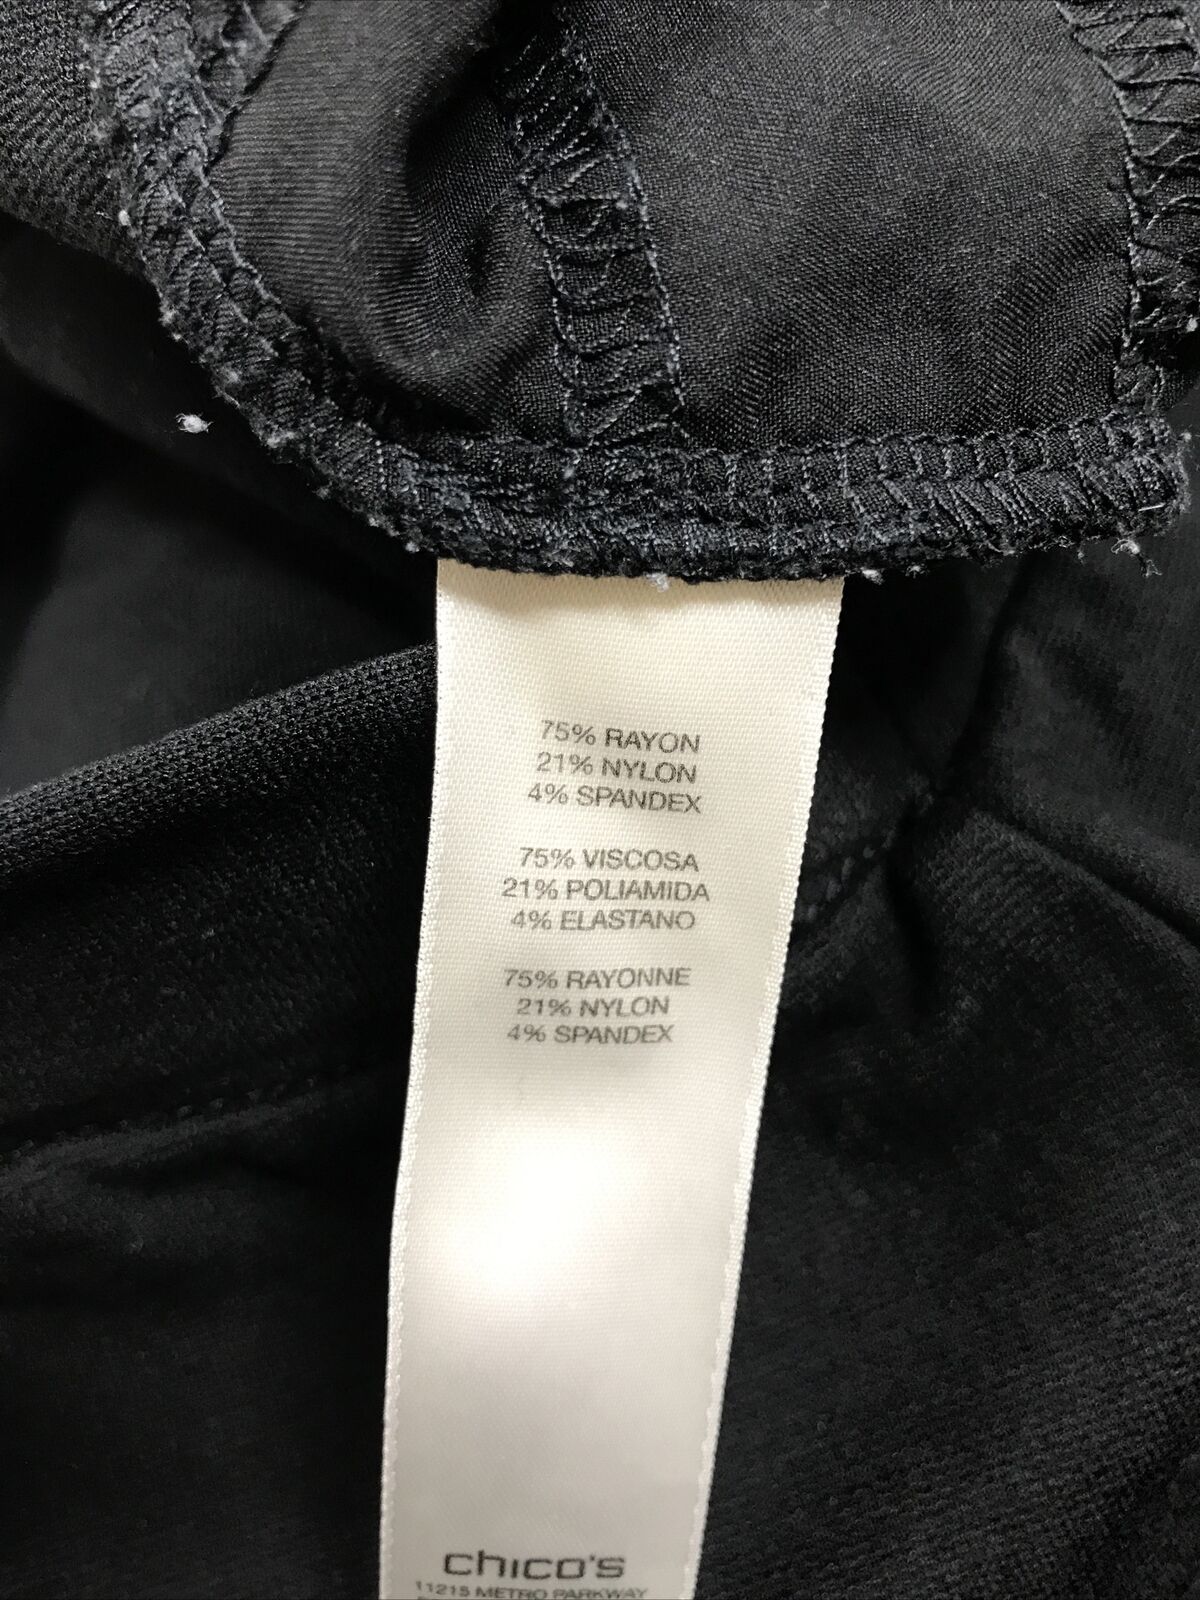 75% RAYON
21% NYLON
4% SPANDEX
75% VISCOSA
21% POLIAMIDA
4% ELASTANO
75% RAYONNE
21% NYLON
4% SPANDEX
chico's
11215 METRO PARKWAY